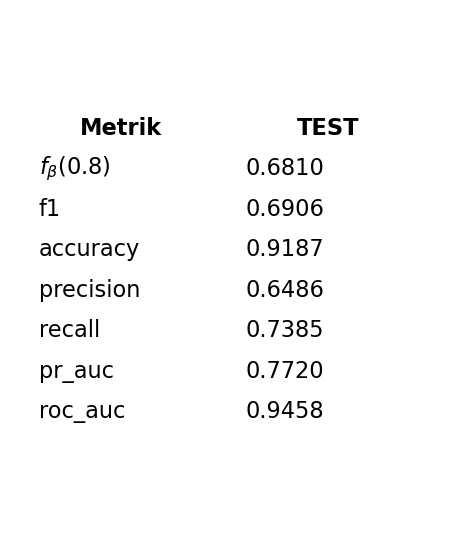 Metrik TEST
fβ(0.8) 0.6810
f1 0.6906
accuracy 0.9187
precision 0.6486
recall 0.7385
pr_auc 0.7720
roc_auc 0.9458